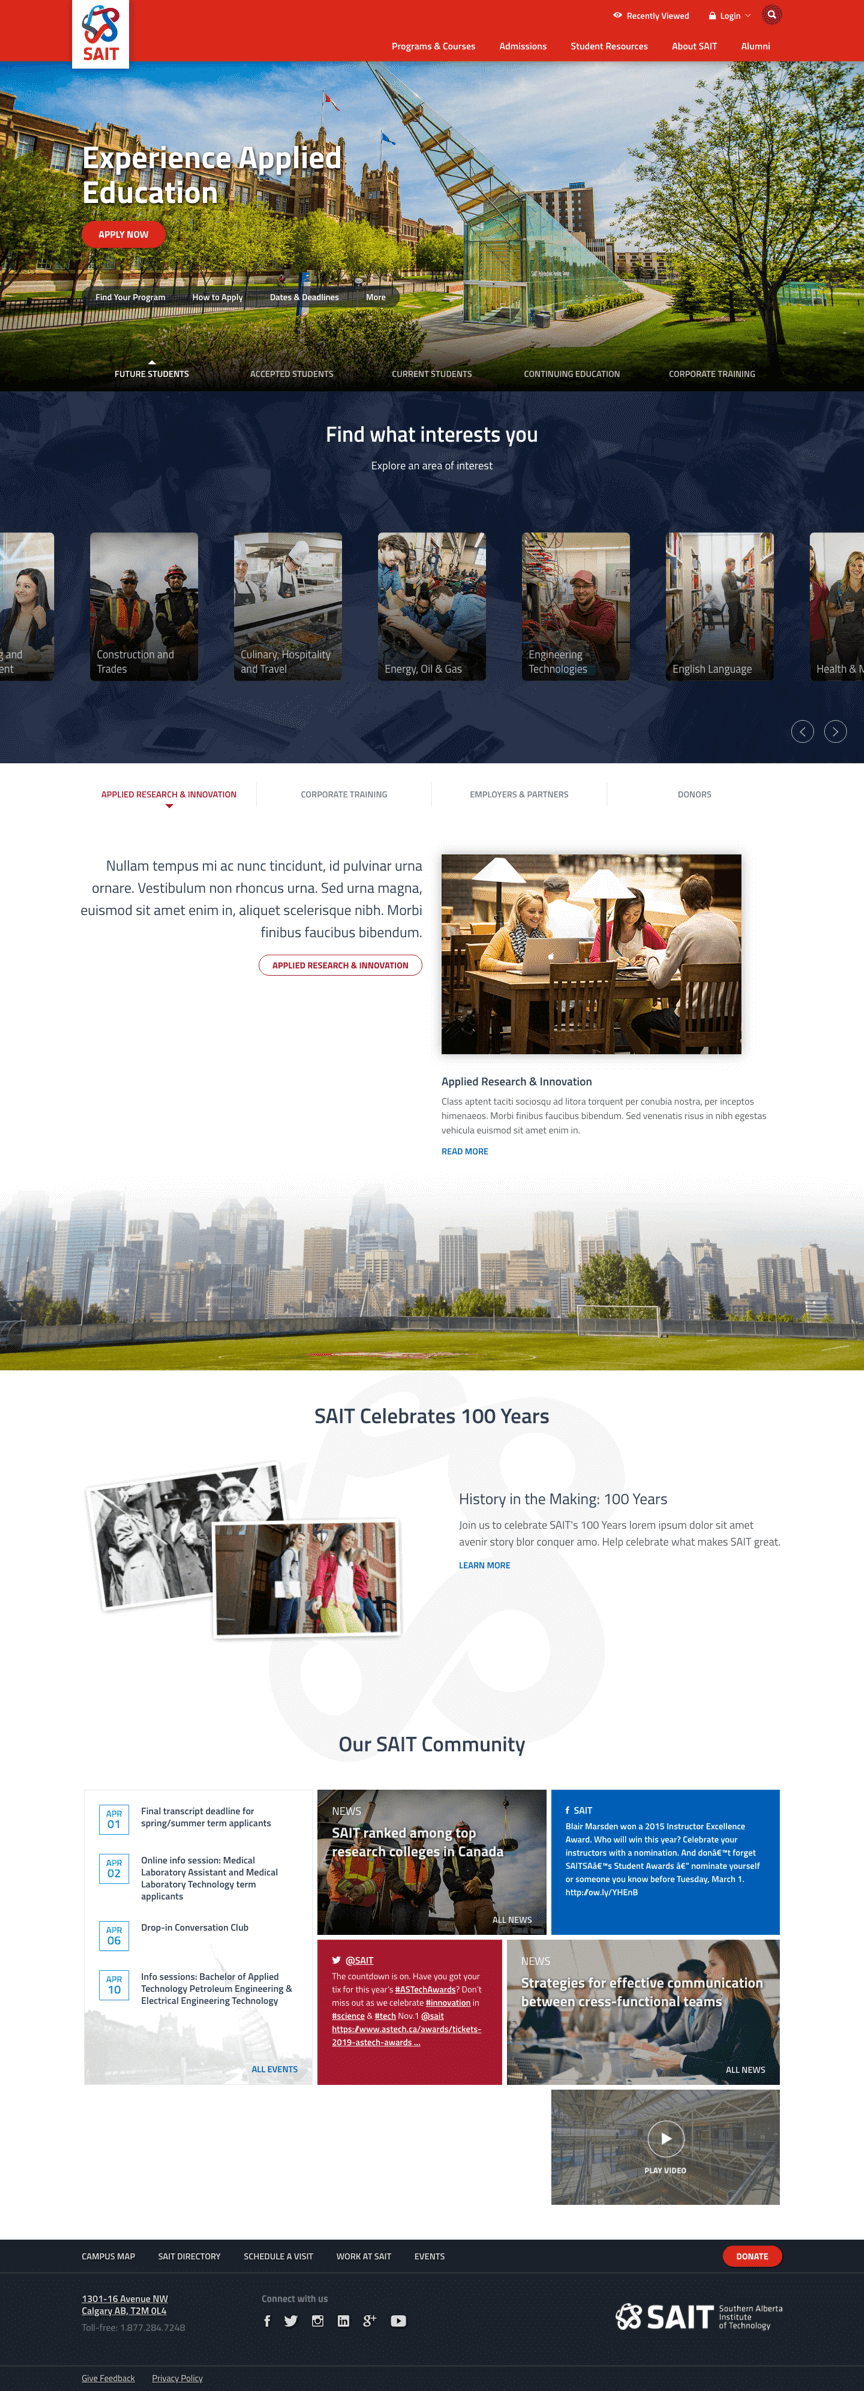 SAIT
Recently Viewed
Login
Programs & Courses
Admissions
Student Resources
About SAIT
Alumni
Experience Applied
Education
APPLY NOW
Find Your Program
How to Apply
Dates & Deadlines
More
FUTURE STUDENTS
ACCEPTED STUDENTS
CURRENT STUDENTS
CONTINUING EDUCATION
CORPORATE TRAINING
Find what interests you
Explore an area of interest
g and
ent
Construction and
Trades
Culinary, Hospitality
and Travel
Energy, Oil & Gas
Engineering
Technologies
English Language
Health & M
APPLIED RESEARCH & INNOVATION
CORPORATE TRAINING
EMPLOYERS & PARTNERS
DONORS
Nullam tempus mi ac nunc tincidunt, id pulvinar urna
ornare. Vestibulum non rhoncus urna. Sed urna magna,
euismod sit amet enim in, aliquet scelerisque nibh. Morbi
finibus faucibus bibendum.
APPLIED RESEARCH & INNOVATION
Applied Research & Innovation
Class aptent taciti sociosqu ad litora torquent per conubia nostra, per inceptos
himenaeos. Morbi finibus faucibus bibendum. Sed venenatis risus in nibh egestas
vehicula euismod sit amet enim in.
READ MORE
SAIT Celebrates 100 Years
History in the Making: 100 Years
Join us to celebrate SAIT's 100 Years lorem ipsum dolor sit amet
avenir story blor conquer amo. Help celebrate what makes SAIT great.
LEARN MORE
Our SAIT Community
APR
01
Final transcript deadline for
spring/summer term applicants
APR
02
Online info session: Medical
Laboratory Assistant and Medical
Laboratory Technology term
applicants
APR
06
Drop-in Conversation Club
APR
10
Info sessions: Bachelor of Applied
Technology Petroleum Engineering &
Electrical Engineering Technology
ALL EVENTS
NEWS
SAIT ranked among top
research colleges in Canada
ALL NEWS
SAIT
Blair Marsden won a 2015 Instructor Excellence
Award. Who will win this year? Celebrate your
instructors with a nomination. And donâ€™t forget
SAITSAâ€™s Student Awards â€" nominate yourself
or someone you know before Tuesday, March 1.
http://ow.ly/YHEnB
@SAIT
The countdown is on. Have you got your
tix for this year's #ASTechAwards? Don't
miss out as we celebrate #innovation in
#science & #tech Nov.1 @sait
https://www.astech.ca/awards/tickets-
2019-astech-awards ...
NEWS
Strategies for effective communication
between cress-functional teams
ALL NEWS
PLAY VIDEO
CAMPUS MAP
SAIT DIRECTORY
SCHEDULE A VISIT
WORK AT SAIT
EVENTS
DONATE
1301-16 Avenue NW
Calgary AB, T2M 0L4
Toll-free: 1.877.284.7248
Connect with us
SAIT
Southern Alberta
Institute
of Technology
Give Feedback
Privacy Policy